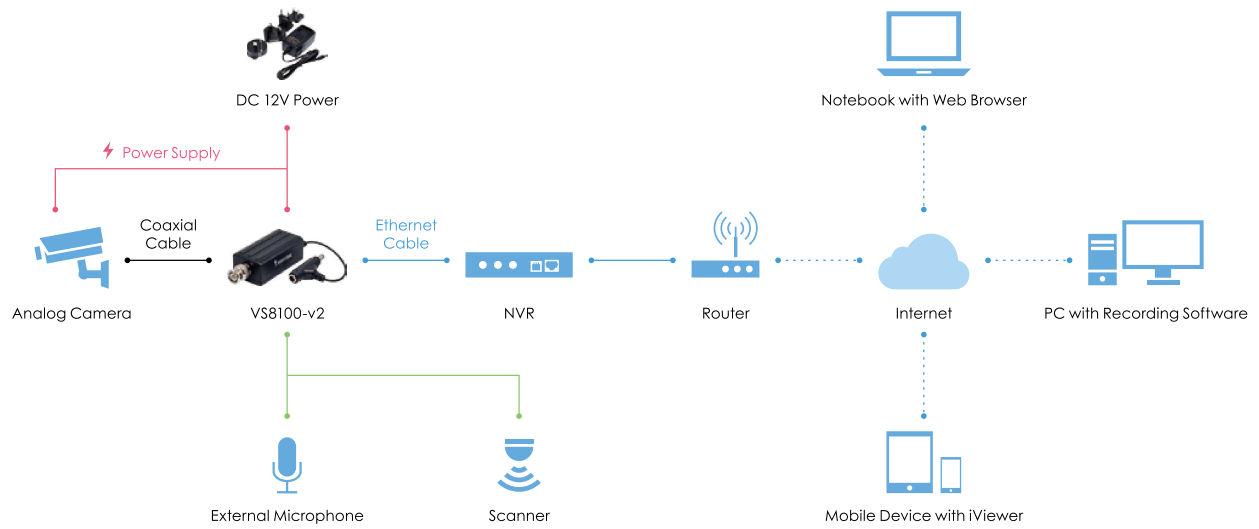 DC 12V Power
Notebook with Web Browser
Power Supply
Coaxial
Cable
Ethernet
Cable
Analog Camera
VS8100-v2
NVR
Router
Internet
PC with Recording Software
External Microphone
Scanner
Mobile Device with iViewer